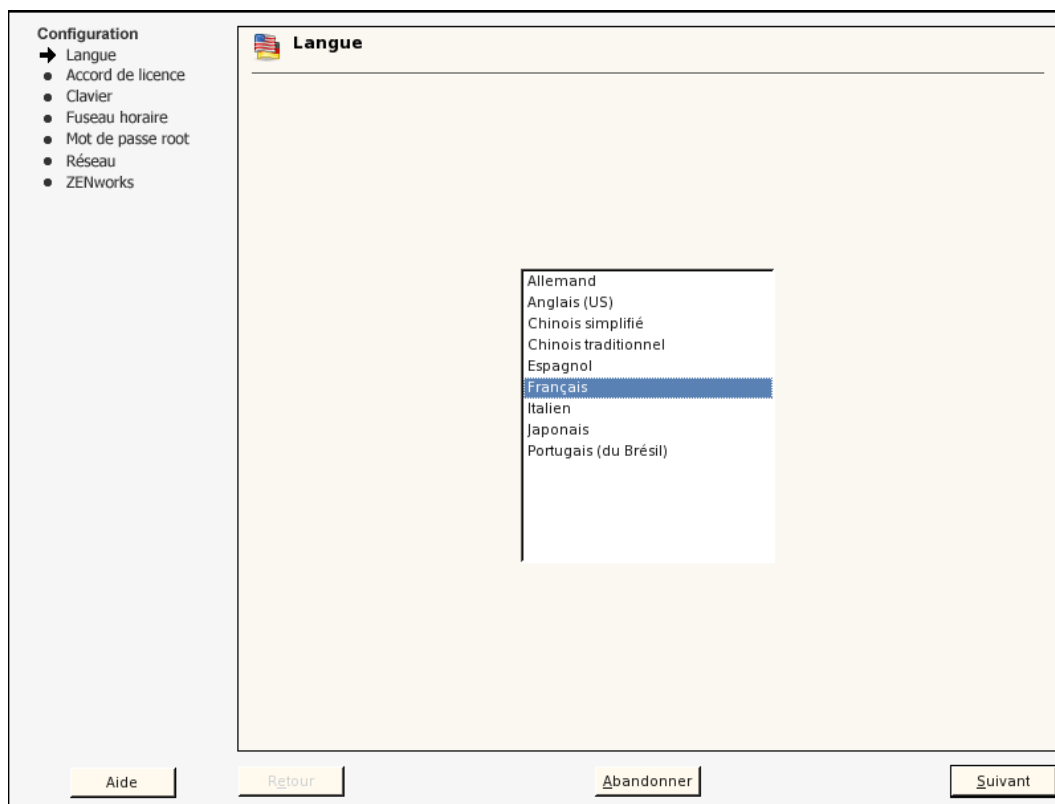 Configuration
Langue
Accord de licence
Clavier
Fuseau horaire
Mot de passe root
Réseau
ZENworks
Langue
Allemand
Anglais (US)
Chinois simplifié
Chinois traditionnel
Espagnol
Français
Italien
Japonais
Portugais (du Brésil)
Aide
Retour
Abandonner
Suivant